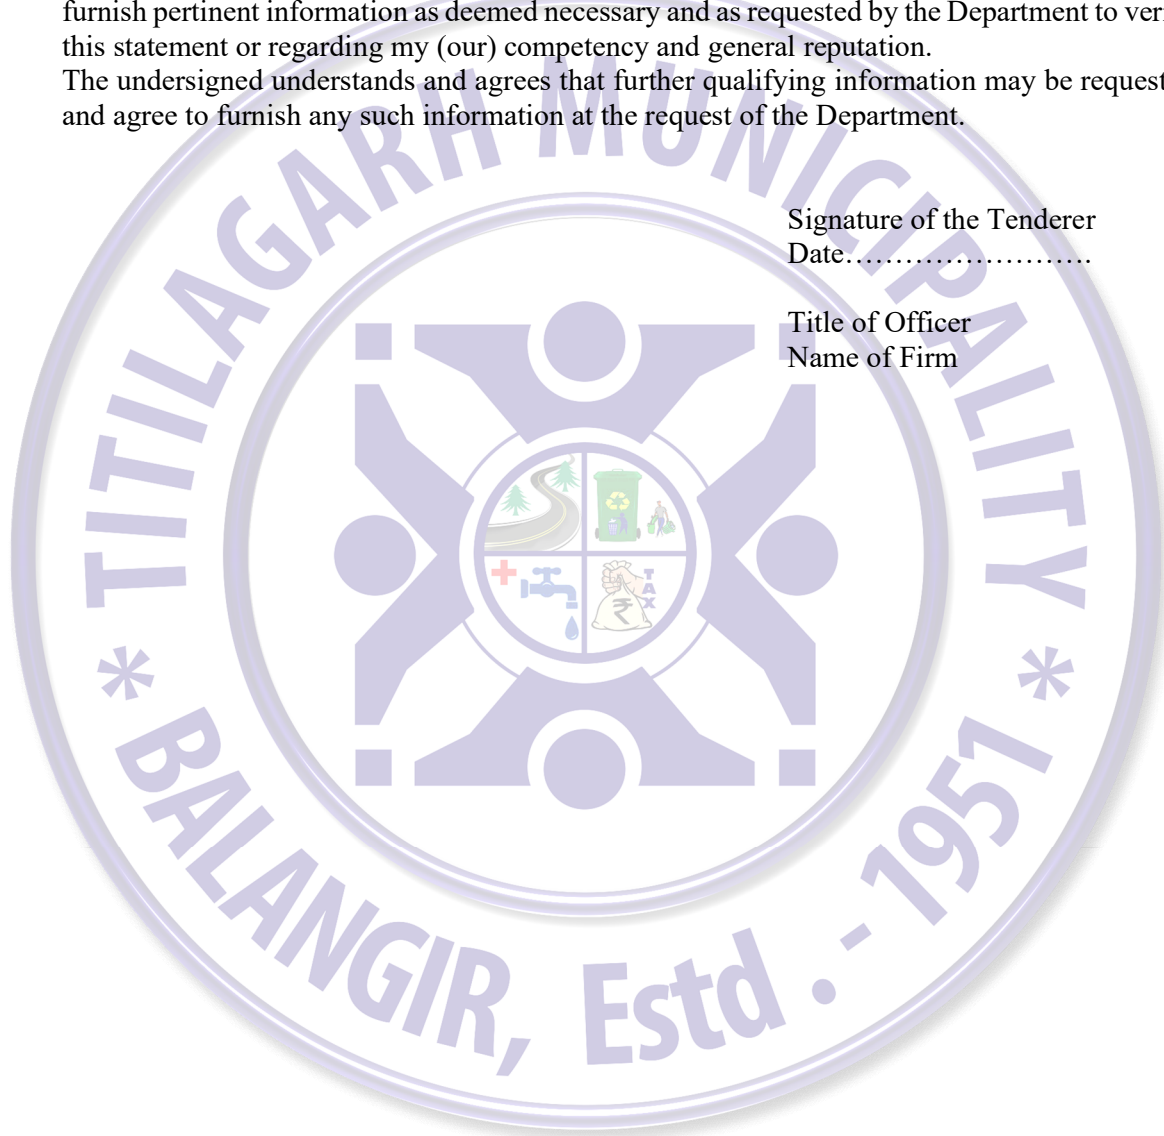 furnish pertinent information as deemed necessary and as requested by the Department to
this statement or regarding my (our) competency and general reputation.
The undersigned understands and agrees that further qualifying information may be
and agree to furnish any such information at the request of the Department.
Signature of the Tenderer
Date……………………….
Title of Officer
Name of Firm
TITILAGARH MUNICIPALITY
TAX
* BALANGIR, Estd . - 1951 *